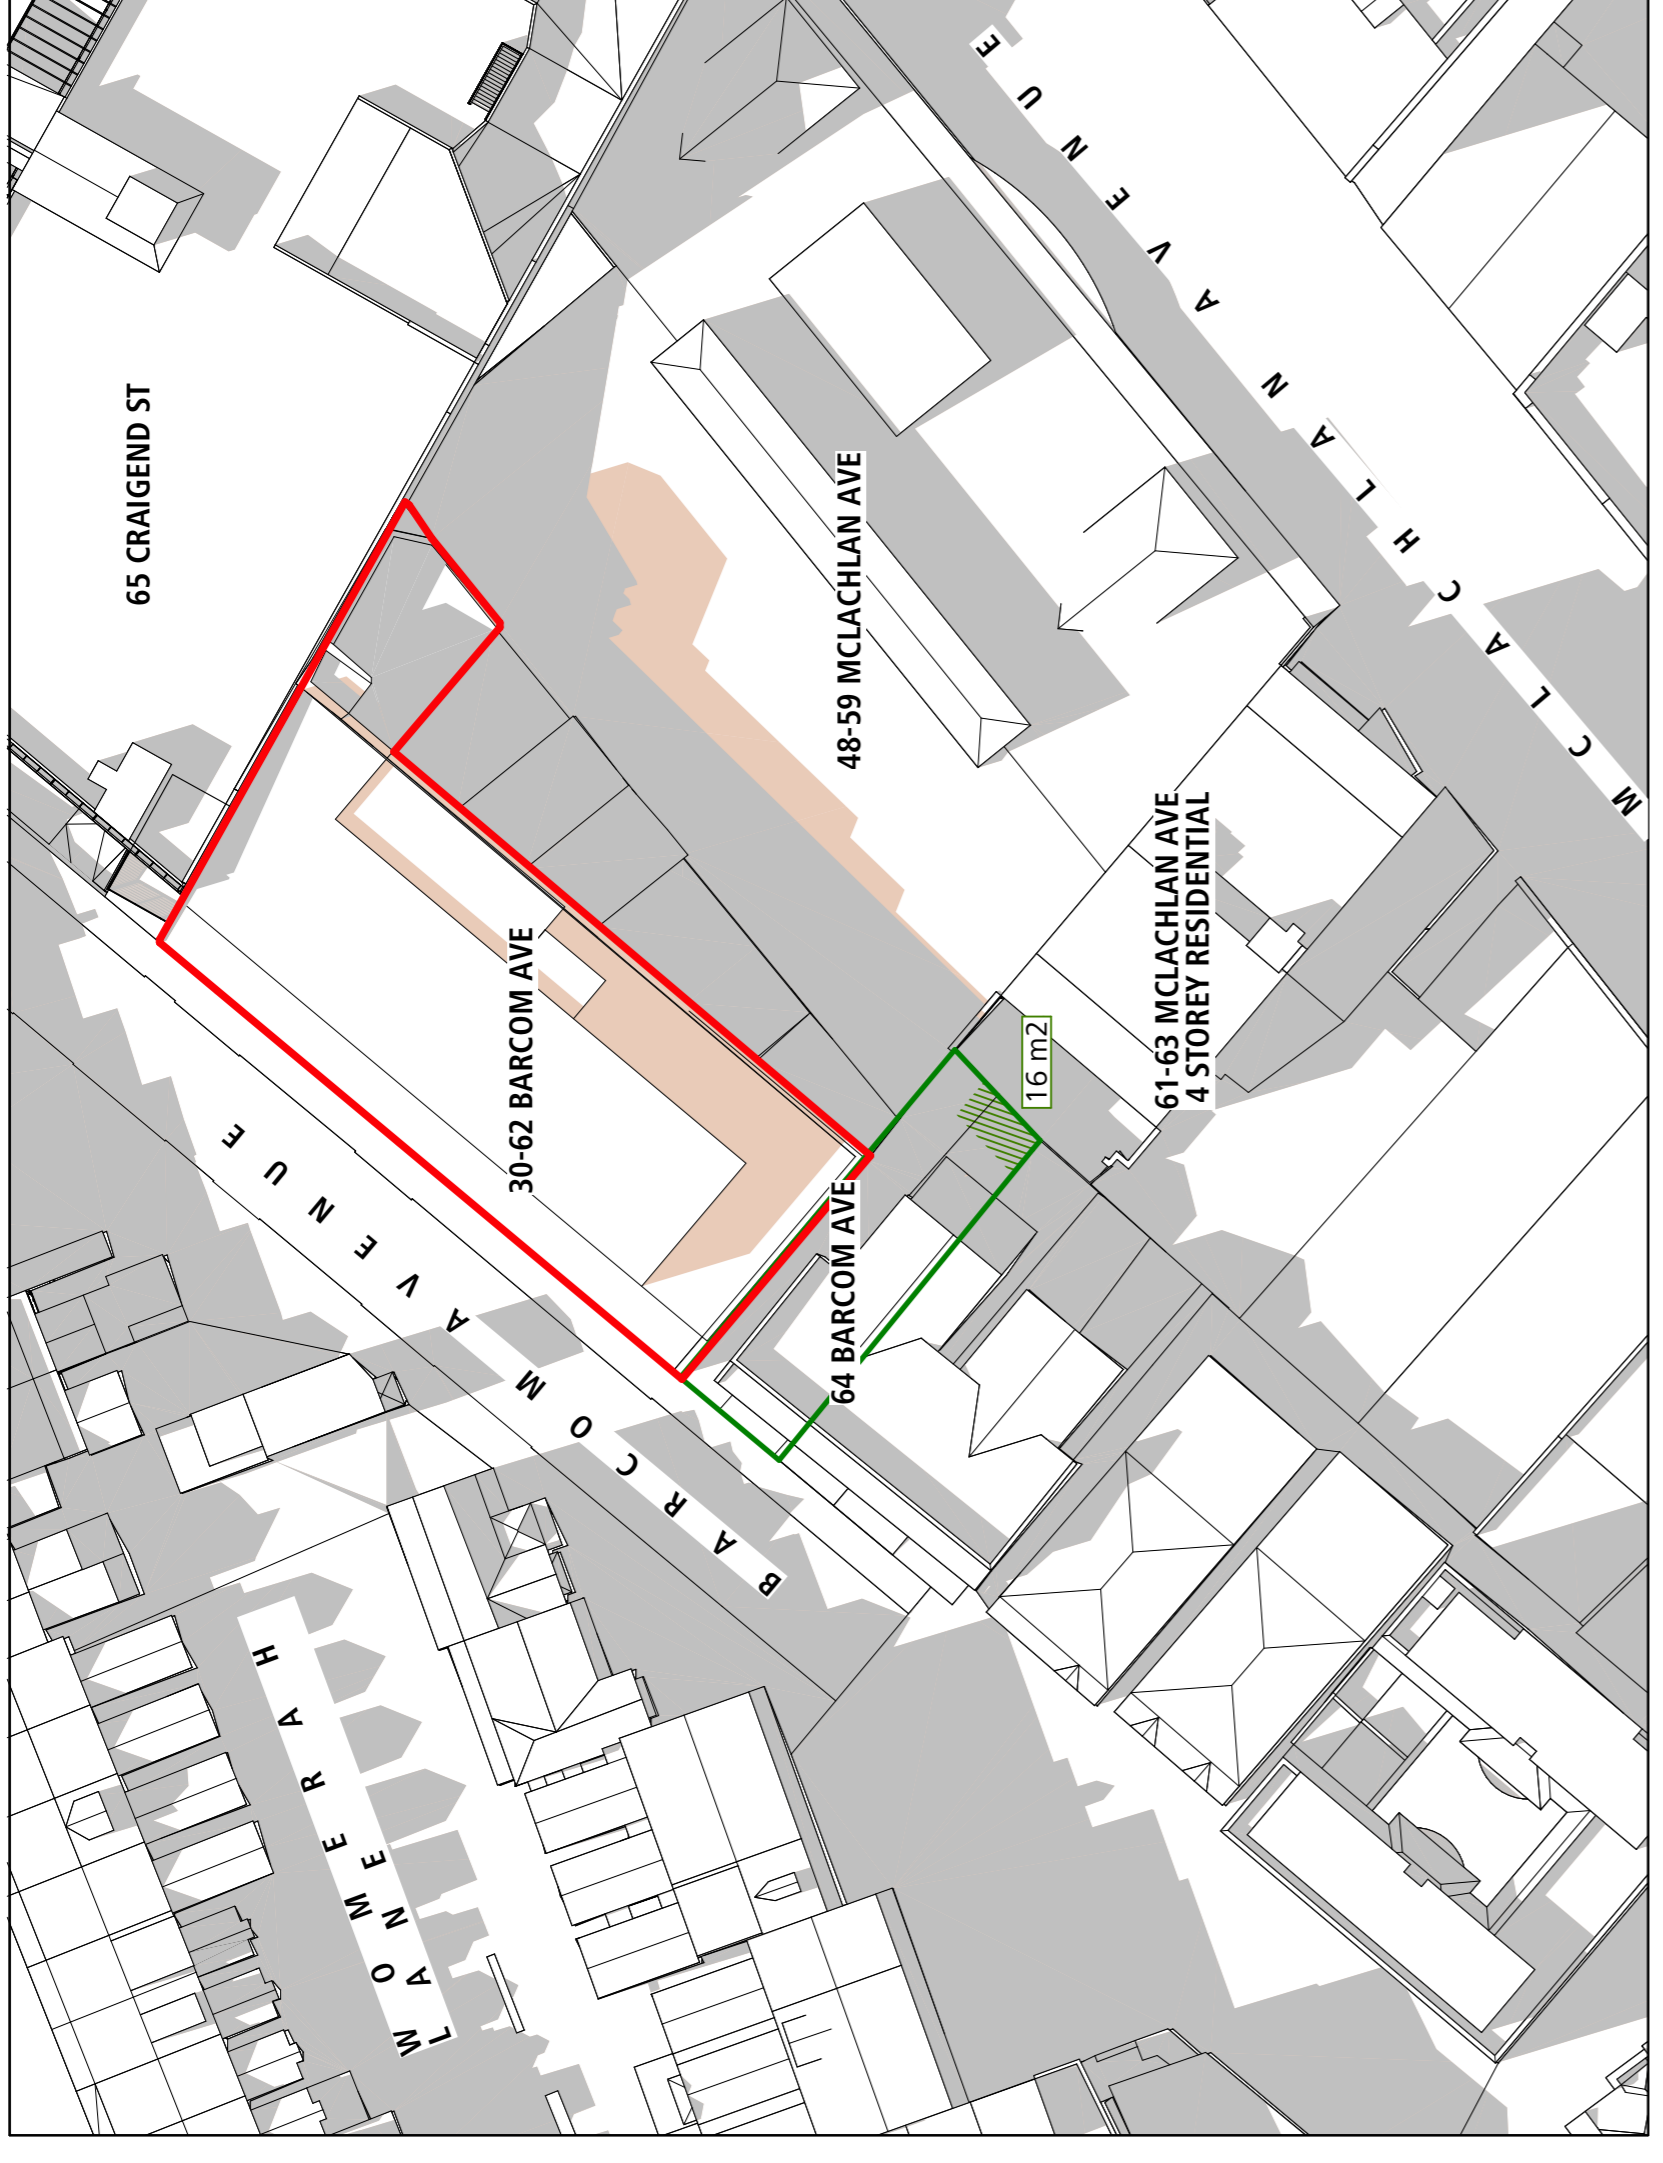 65 CRAIGEND ST
48-59 MCLACHLAN AVE
30-62 BARCOM AVE
61-63 MCLACHLAN AVE
4 STOREY RESIDENTIAL
16 m2
64 BARCOM AVE
MCLACHLAN AVENUE
BARCOM AVENUE
WOMERAH
LANE